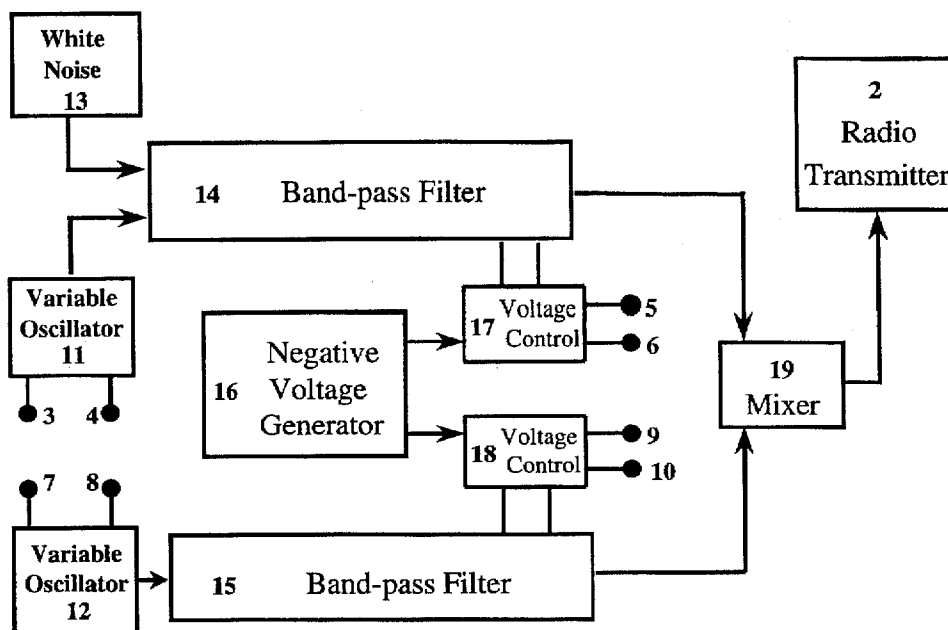 White
Noise
13
2
Radio
Transmitter
14 Band-pass Filter
Variable
Oscillator
11
3 4
16 Negative
Voltage
Generator
17 Voltage
Control
5
6
19
Mixer
18 Voltage
Control
9
10
7 8
Variable
Oscillator
12
15 Band-pass Filter